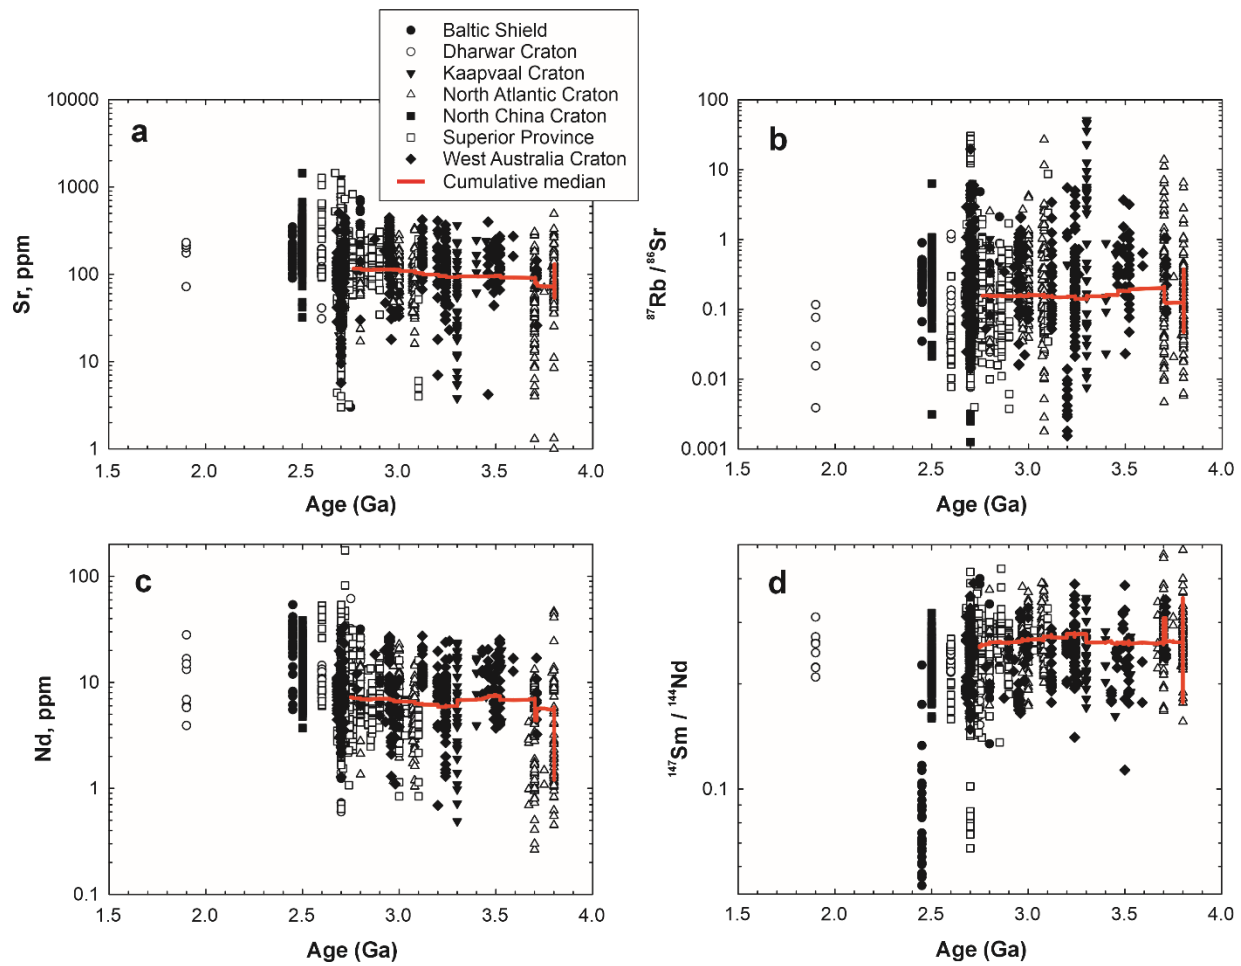 Baltic Shield
Dharwar Craton
Kaapvaal Craton
North Atlantic Craton
North China Craton
Superior Province
West Australia Craton
Cumulative median
a
Sr, ppm
10000
1000
100
10
1
1.5 2.0 2.5 3.0 3.5 4.0
Age (Ga)
b
⁸⁷Rb / ⁸⁶Sr
100
10
1
0.1
0.01
0.001
1.5 2.0 2.5 3.0 3.5 4.0
Age (Ga)
c
Nd, ppm
100
10
1
0.1
1.5 2.0 2.5 3.0 3.5 4.0
Age (Ga)
d
¹⁴⁷Sm / ¹⁴⁴Nd
0.1
1.5 2.0 2.5 3.0 3.5 4.0
Age (Ga)